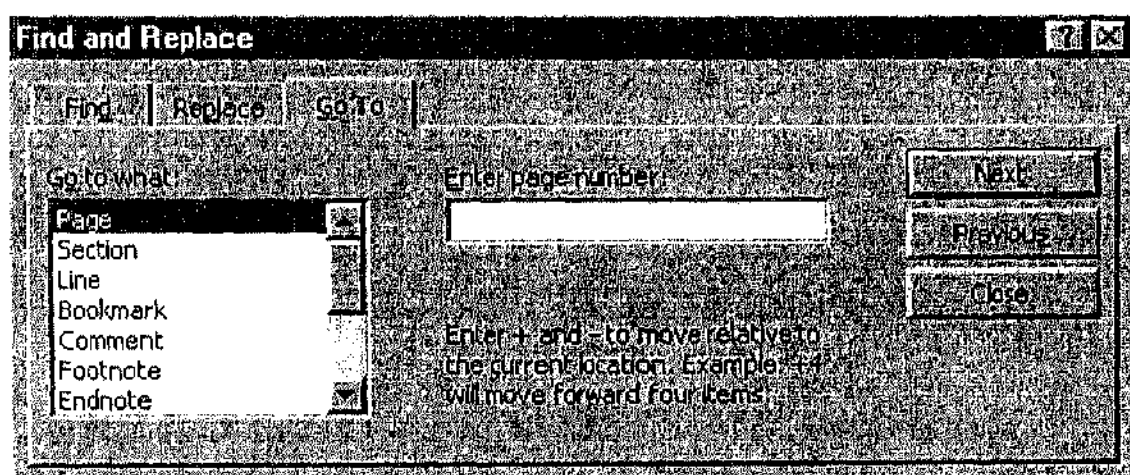 Find and Replace
Find Replace Go To
Go to what:
Page
Section
Line
Bookmark
Comment
Footnote
Endnote
Enter page number:
Enter + and – to move relative to
the current location. Example: +4
will move forward four items.
Next
Previous
Close